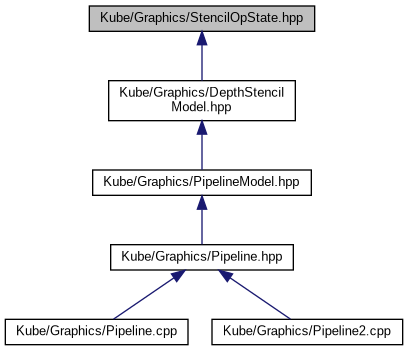 Kube/Graphics/StencilOpState.hpp
Kube/Graphics/DepthStencil
Model.hpp
Kube/Graphics/PipelineModel.hpp
Kube/Graphics/Pipeline.hpp
Kube/Graphics/Pipeline.cpp
Kube/Graphics/Pipeline2.cpp